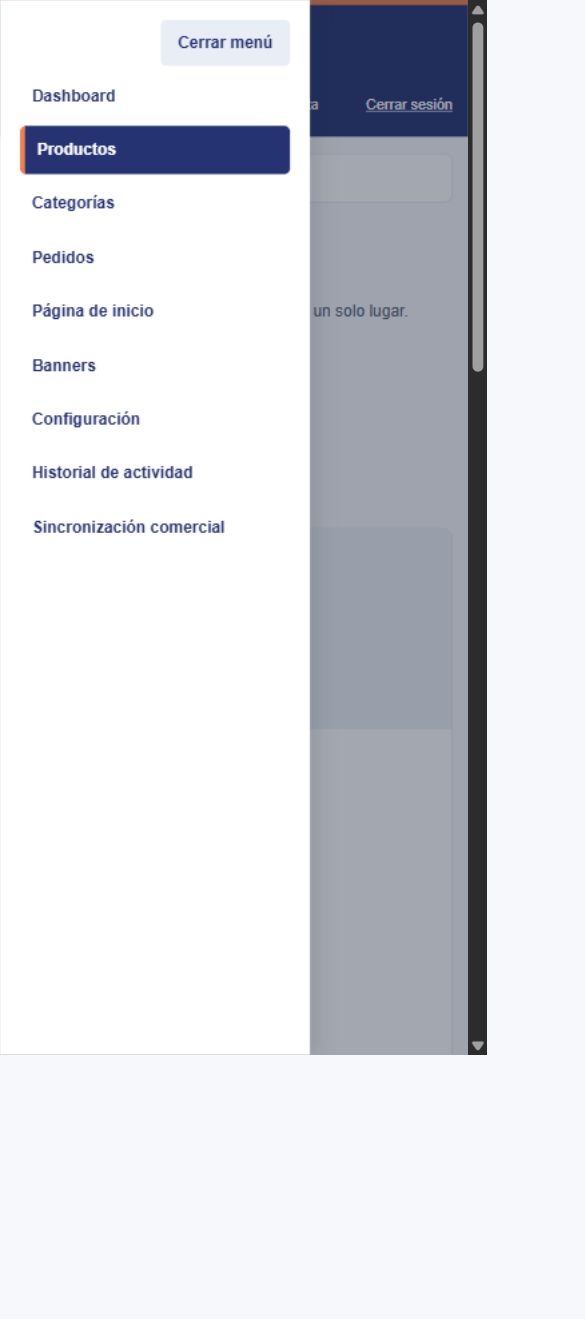 Cerrar menú
Dashboard
Cerrar sesión
Productos
Categorías
Pedidos
Página de inicio
un solo lugar.
Banners
Configuración
Historial de actividad
Sincronización comercial